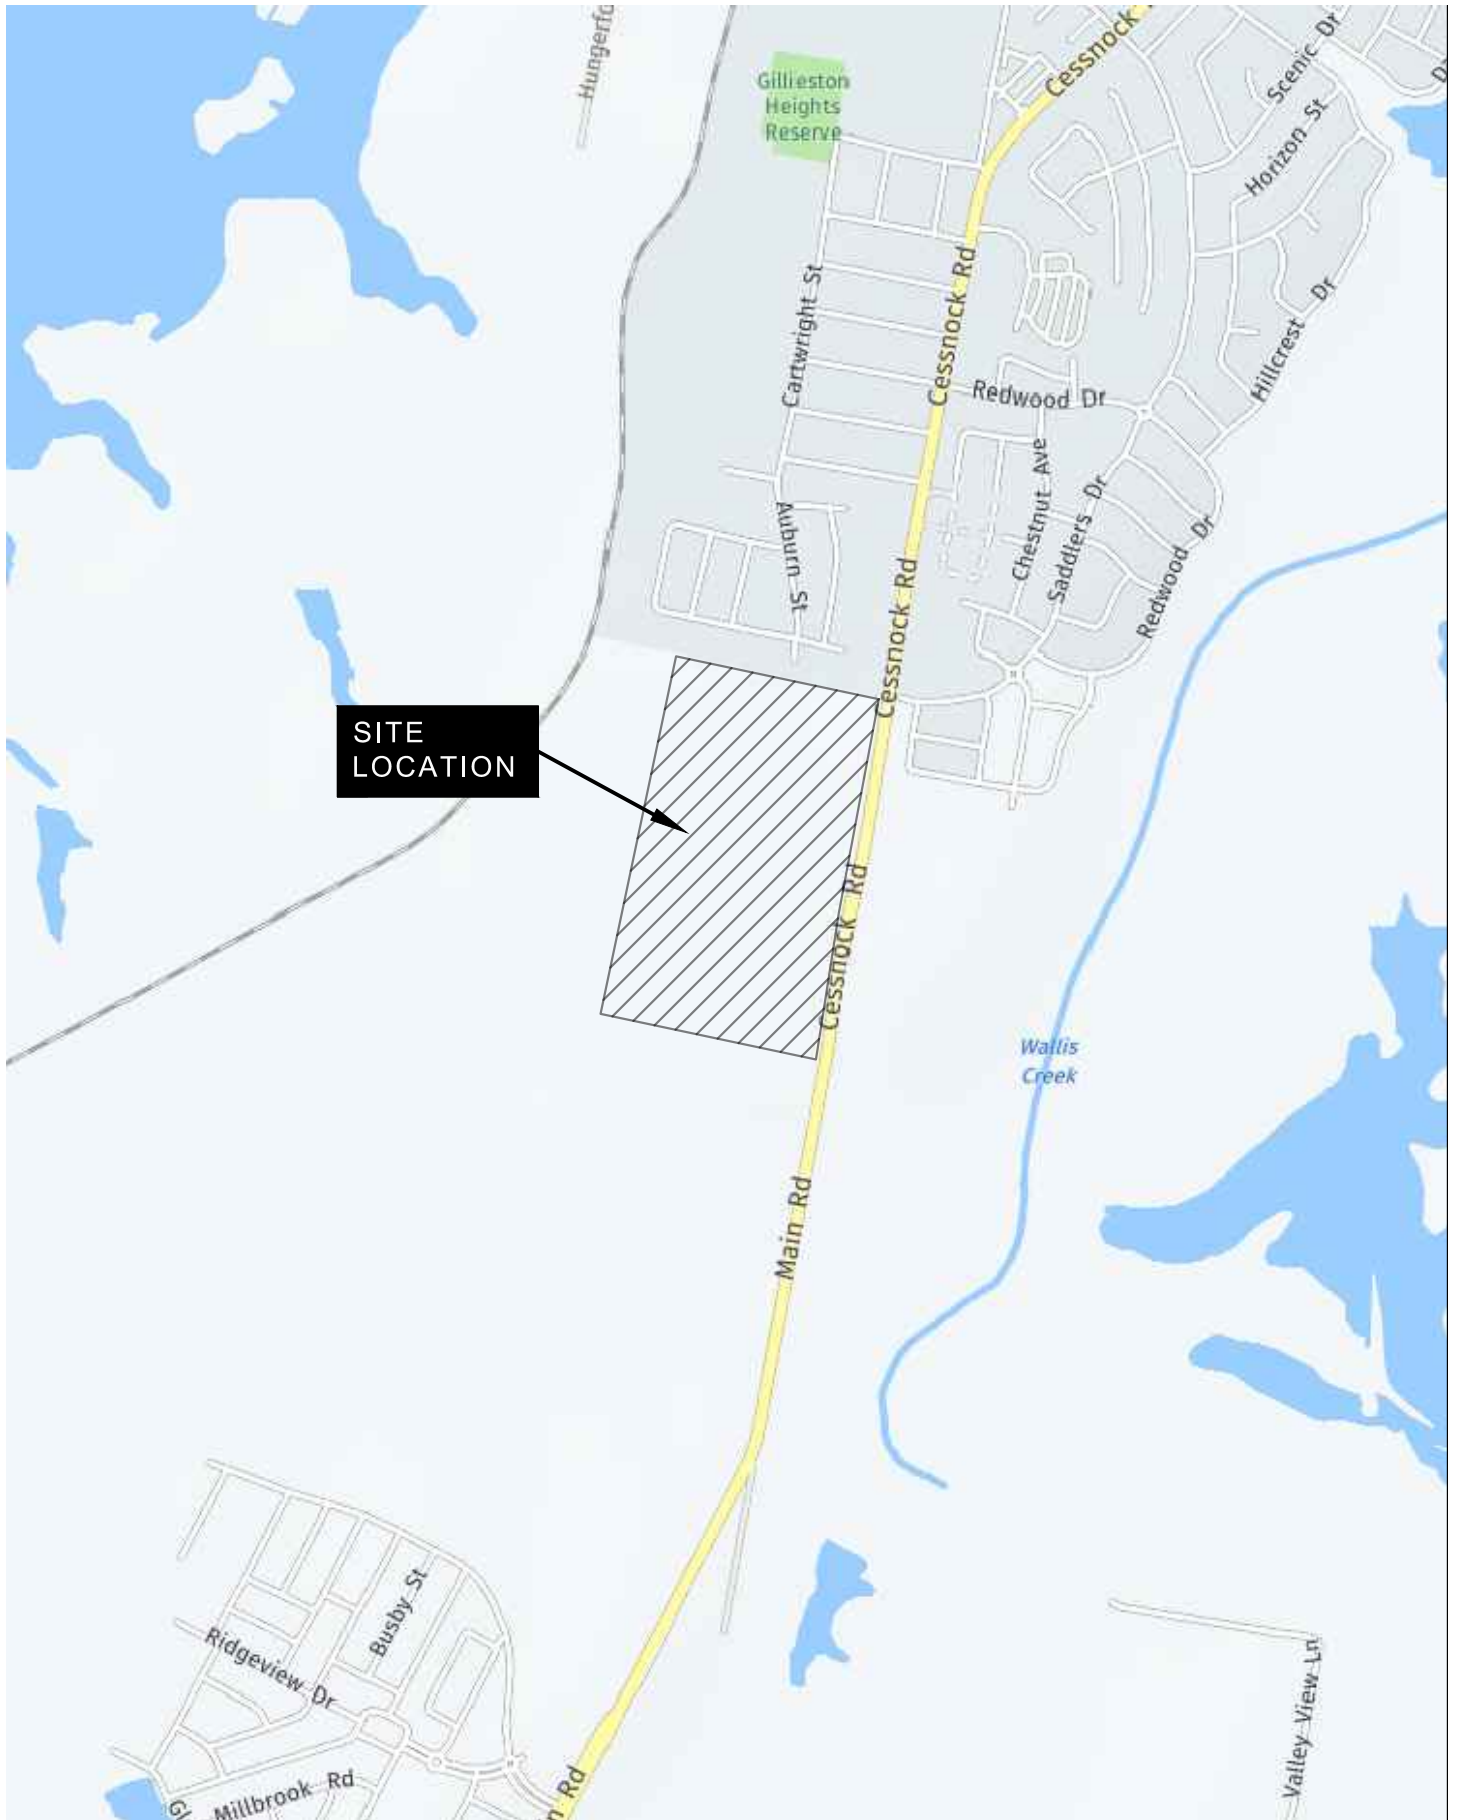 Hungerfo
Cessnock
Scenic Dr
Gillieston
Heights
Reserve
Horizon St
Cartwright St
Cessnock Rd
Hillcrest Dr
Redwood Dr
Chestnut Ave
Saddlers Dr
Auburn St
Redwood Dr
Cessnock Rd
SITE
LOCATION
Cessnock Rd
Wallis
Creek
Main Rd
Busby St
Ridgeview Dr
Valley View Ln
Millbrook Rd
n Rd